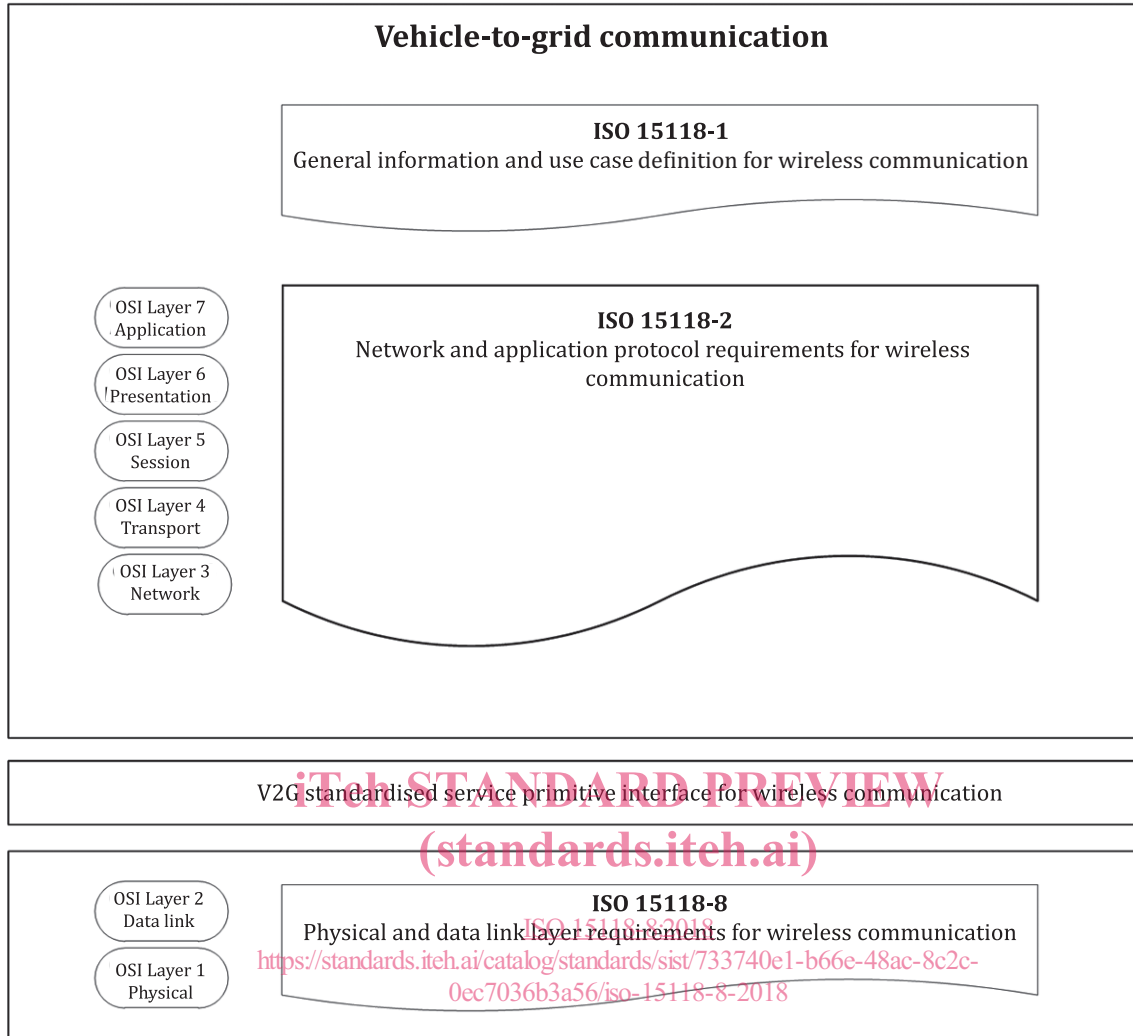 Vehicle-to-grid communication
ISO 15118-1
General information and use case definition for wireless communication
OSI Layer 7
Application
OSI Layer 6
Presentation
OSI Layer 5
Session
OSI Layer 4
Transport
OSI Layer 3
Network
ISO 15118-2
Network and application protocol requirements for wireless
communication
iTeh STANDARD PREVIEW
V2G standardised service primitive interface for wireless communication
(standards.iteh.ai)
OSI Layer 2
Data link
OSI Layer 1
Physical
ISO 15118-8
Physical and data link layer requirements for wireless communication
ISO 15118-8:2018
https://standards.iteh.ai/catalog/standards/sist/733740e1-b66e-48ac-8c2c-
0ec7036b3a56/iso-15118-8-2018